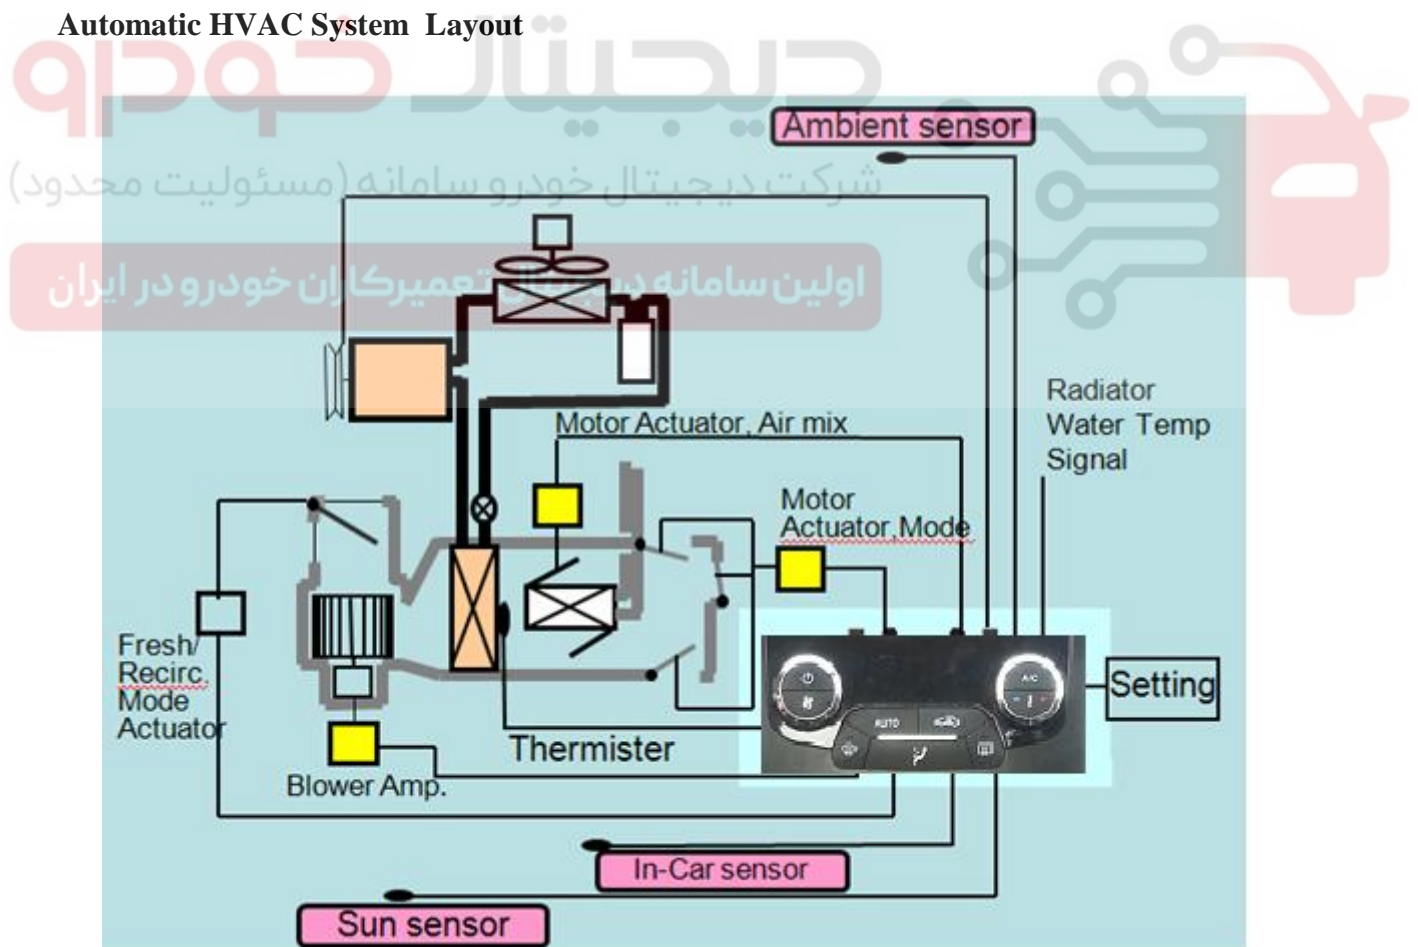 Automatic HVAC System Layout
دیجیتال خودرو
شرکت دیجیتال خودرو سامانه (مسئولیت محدود)
اولین سامانه دیجیتال تعمیرکاران خودرو در ایران
Ambient sensor
Radiator
Water Temp
Signal
Motor Actuator, Air mix
Motor
Actuator,Mode
Fresh/
Recirc.
Mode
Actuator
Setting
A/C
AUTO
Thermister
Blower Amp.
In-Car sensor
Sun sensor